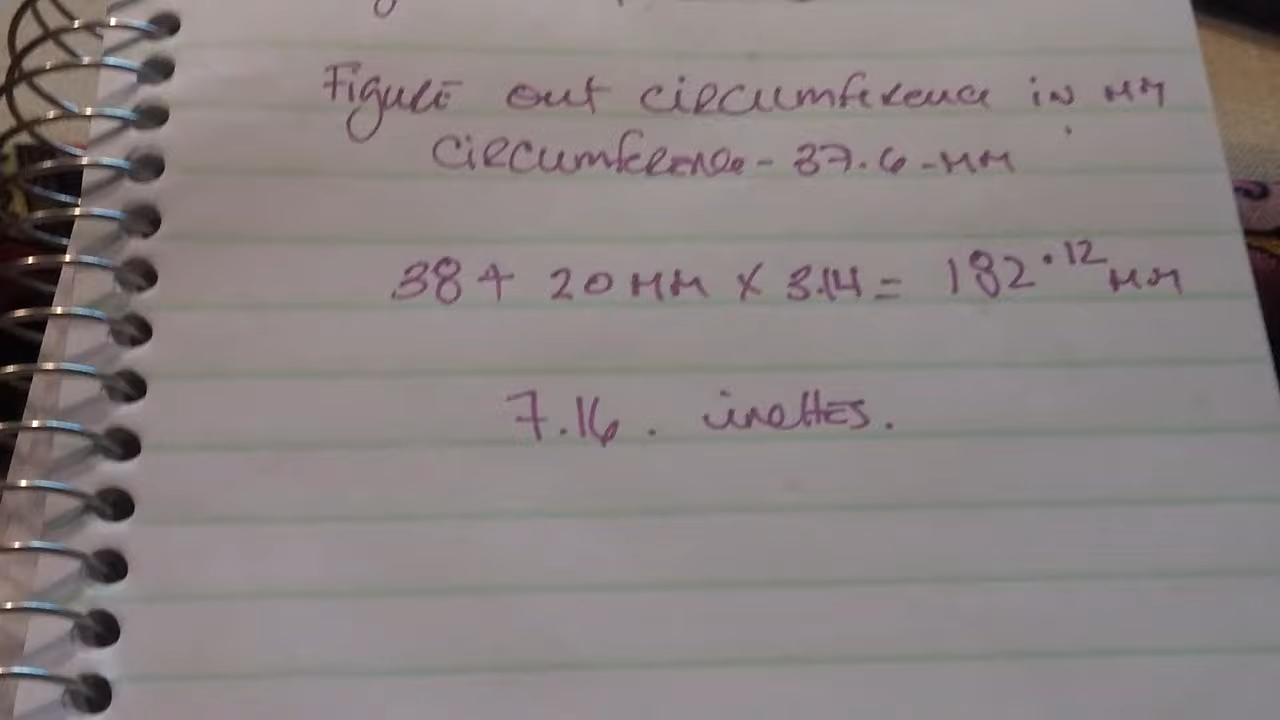 Figure out circumference in MM
Circumference - 37.6 - MM
38 + 20 MM x 3.14 = 182.12 MM
7.16. inches.